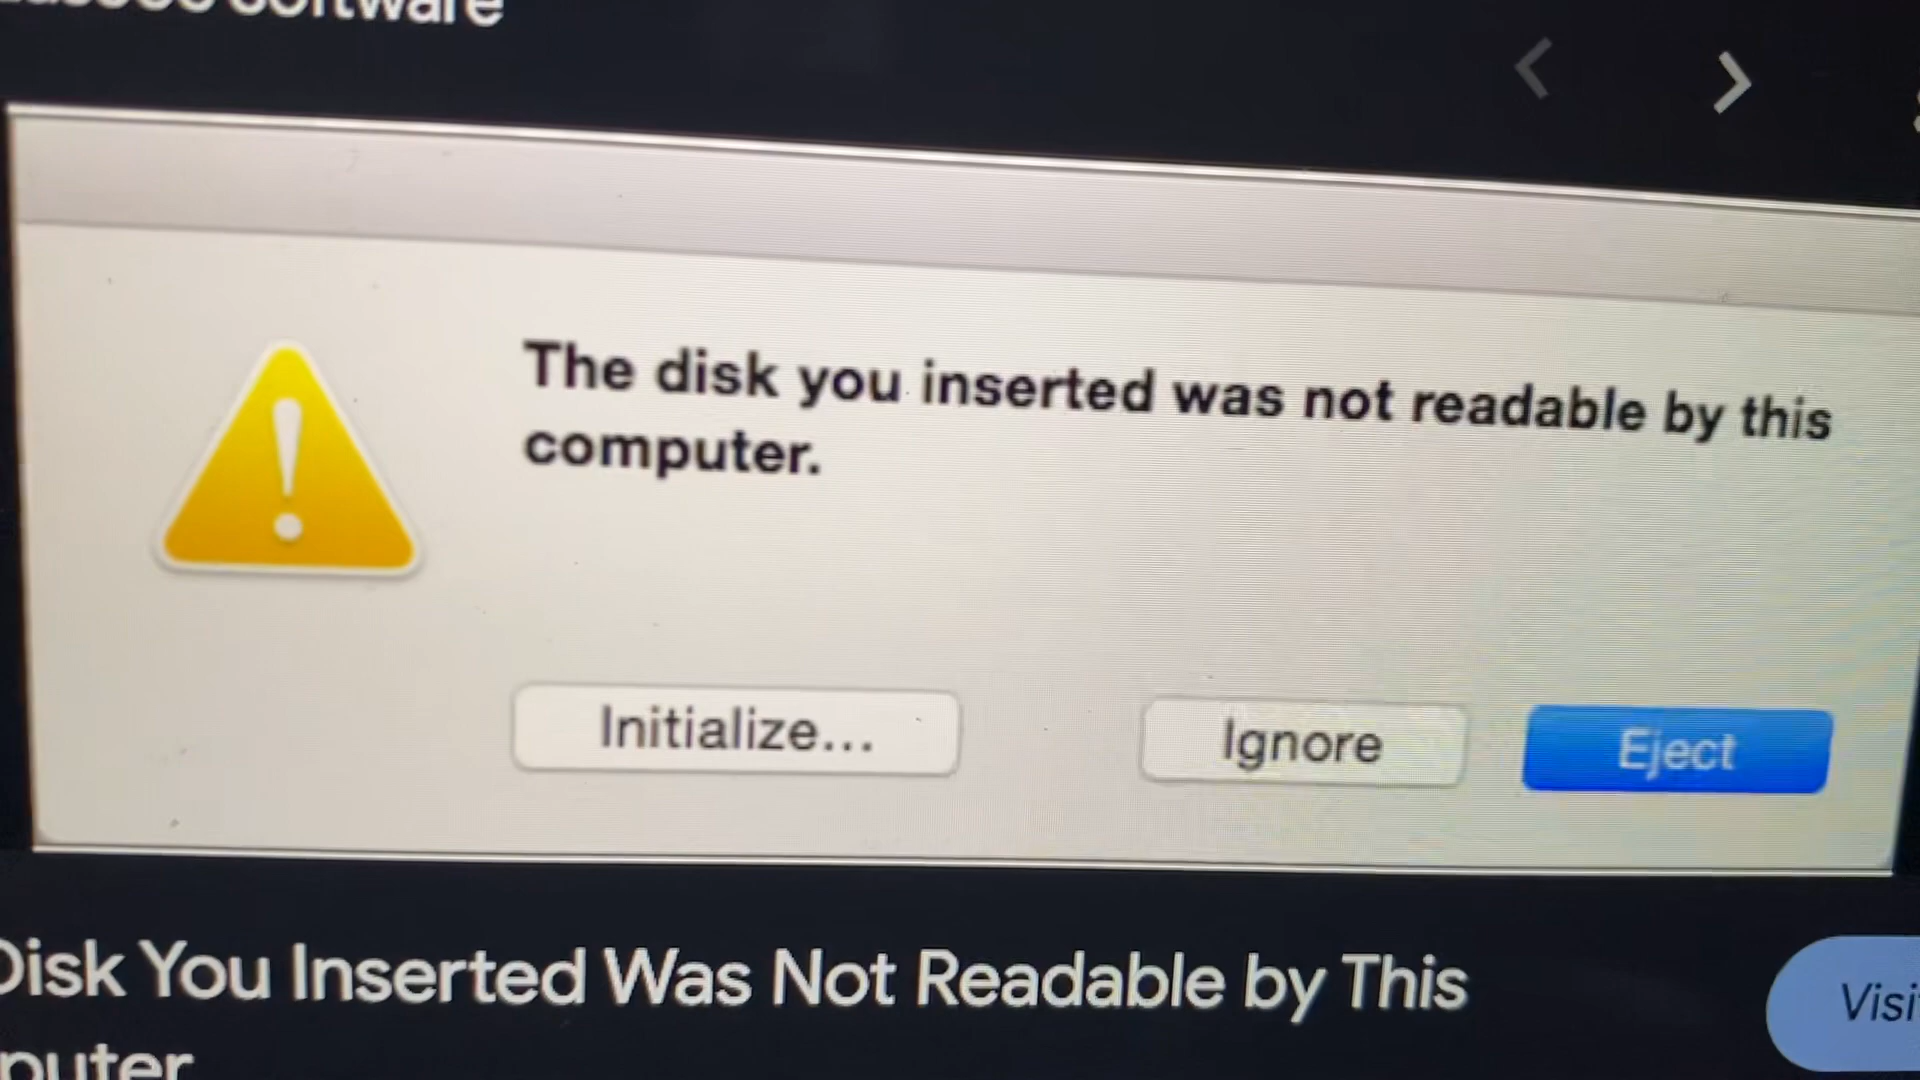 Software
The disk you inserted was not readable by this
computer.
Initialize...
Ignore
Eject
Disk You Inserted Was Not Readable by This